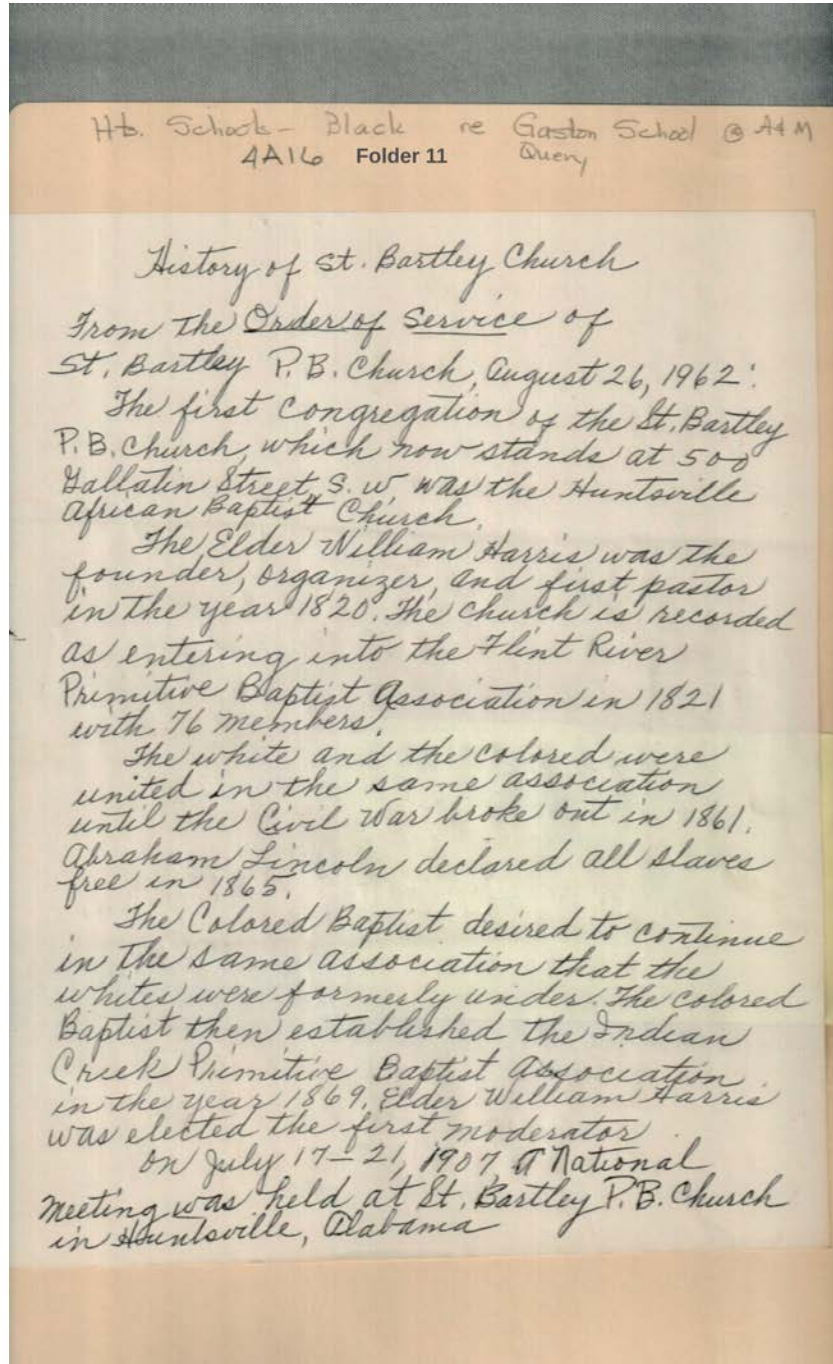 Hts. Schools - Black re Gaston School @ A&M
4A16 Folder 11 Query
History of St. Bartley Church
From the Order of Service of
St. Bartley P.B. Church, August 26, 1962:
The first congregation of the St. Bartley
P.B. Church, which now stands at 500
Gallatin Street, S.W. was the Huntsville
African Baptist Church.
The Elder William Harris was the
founder, organizer, and first pastor
in the year 1820. The church is recorded
as entering into the Flint River
Primitive Baptist Association in 1821
with 76 members.
The white and the colored were
united in the same association
until the Civil War broke out in 1861.
Abraham Lincoln declared all slaves
free in 1865.
The Colored Baptist desired to continue
in the same association that the
whites were formerly under. The colored
Baptist then established the Indian
Creek Primitive Baptist Association
in the year 1869. Elder William Harris
was elected the first moderator.
On July 17-21, 1907, A National
Meeting was held at St. Bartley P.B. Church
in Huntsville, Alabama